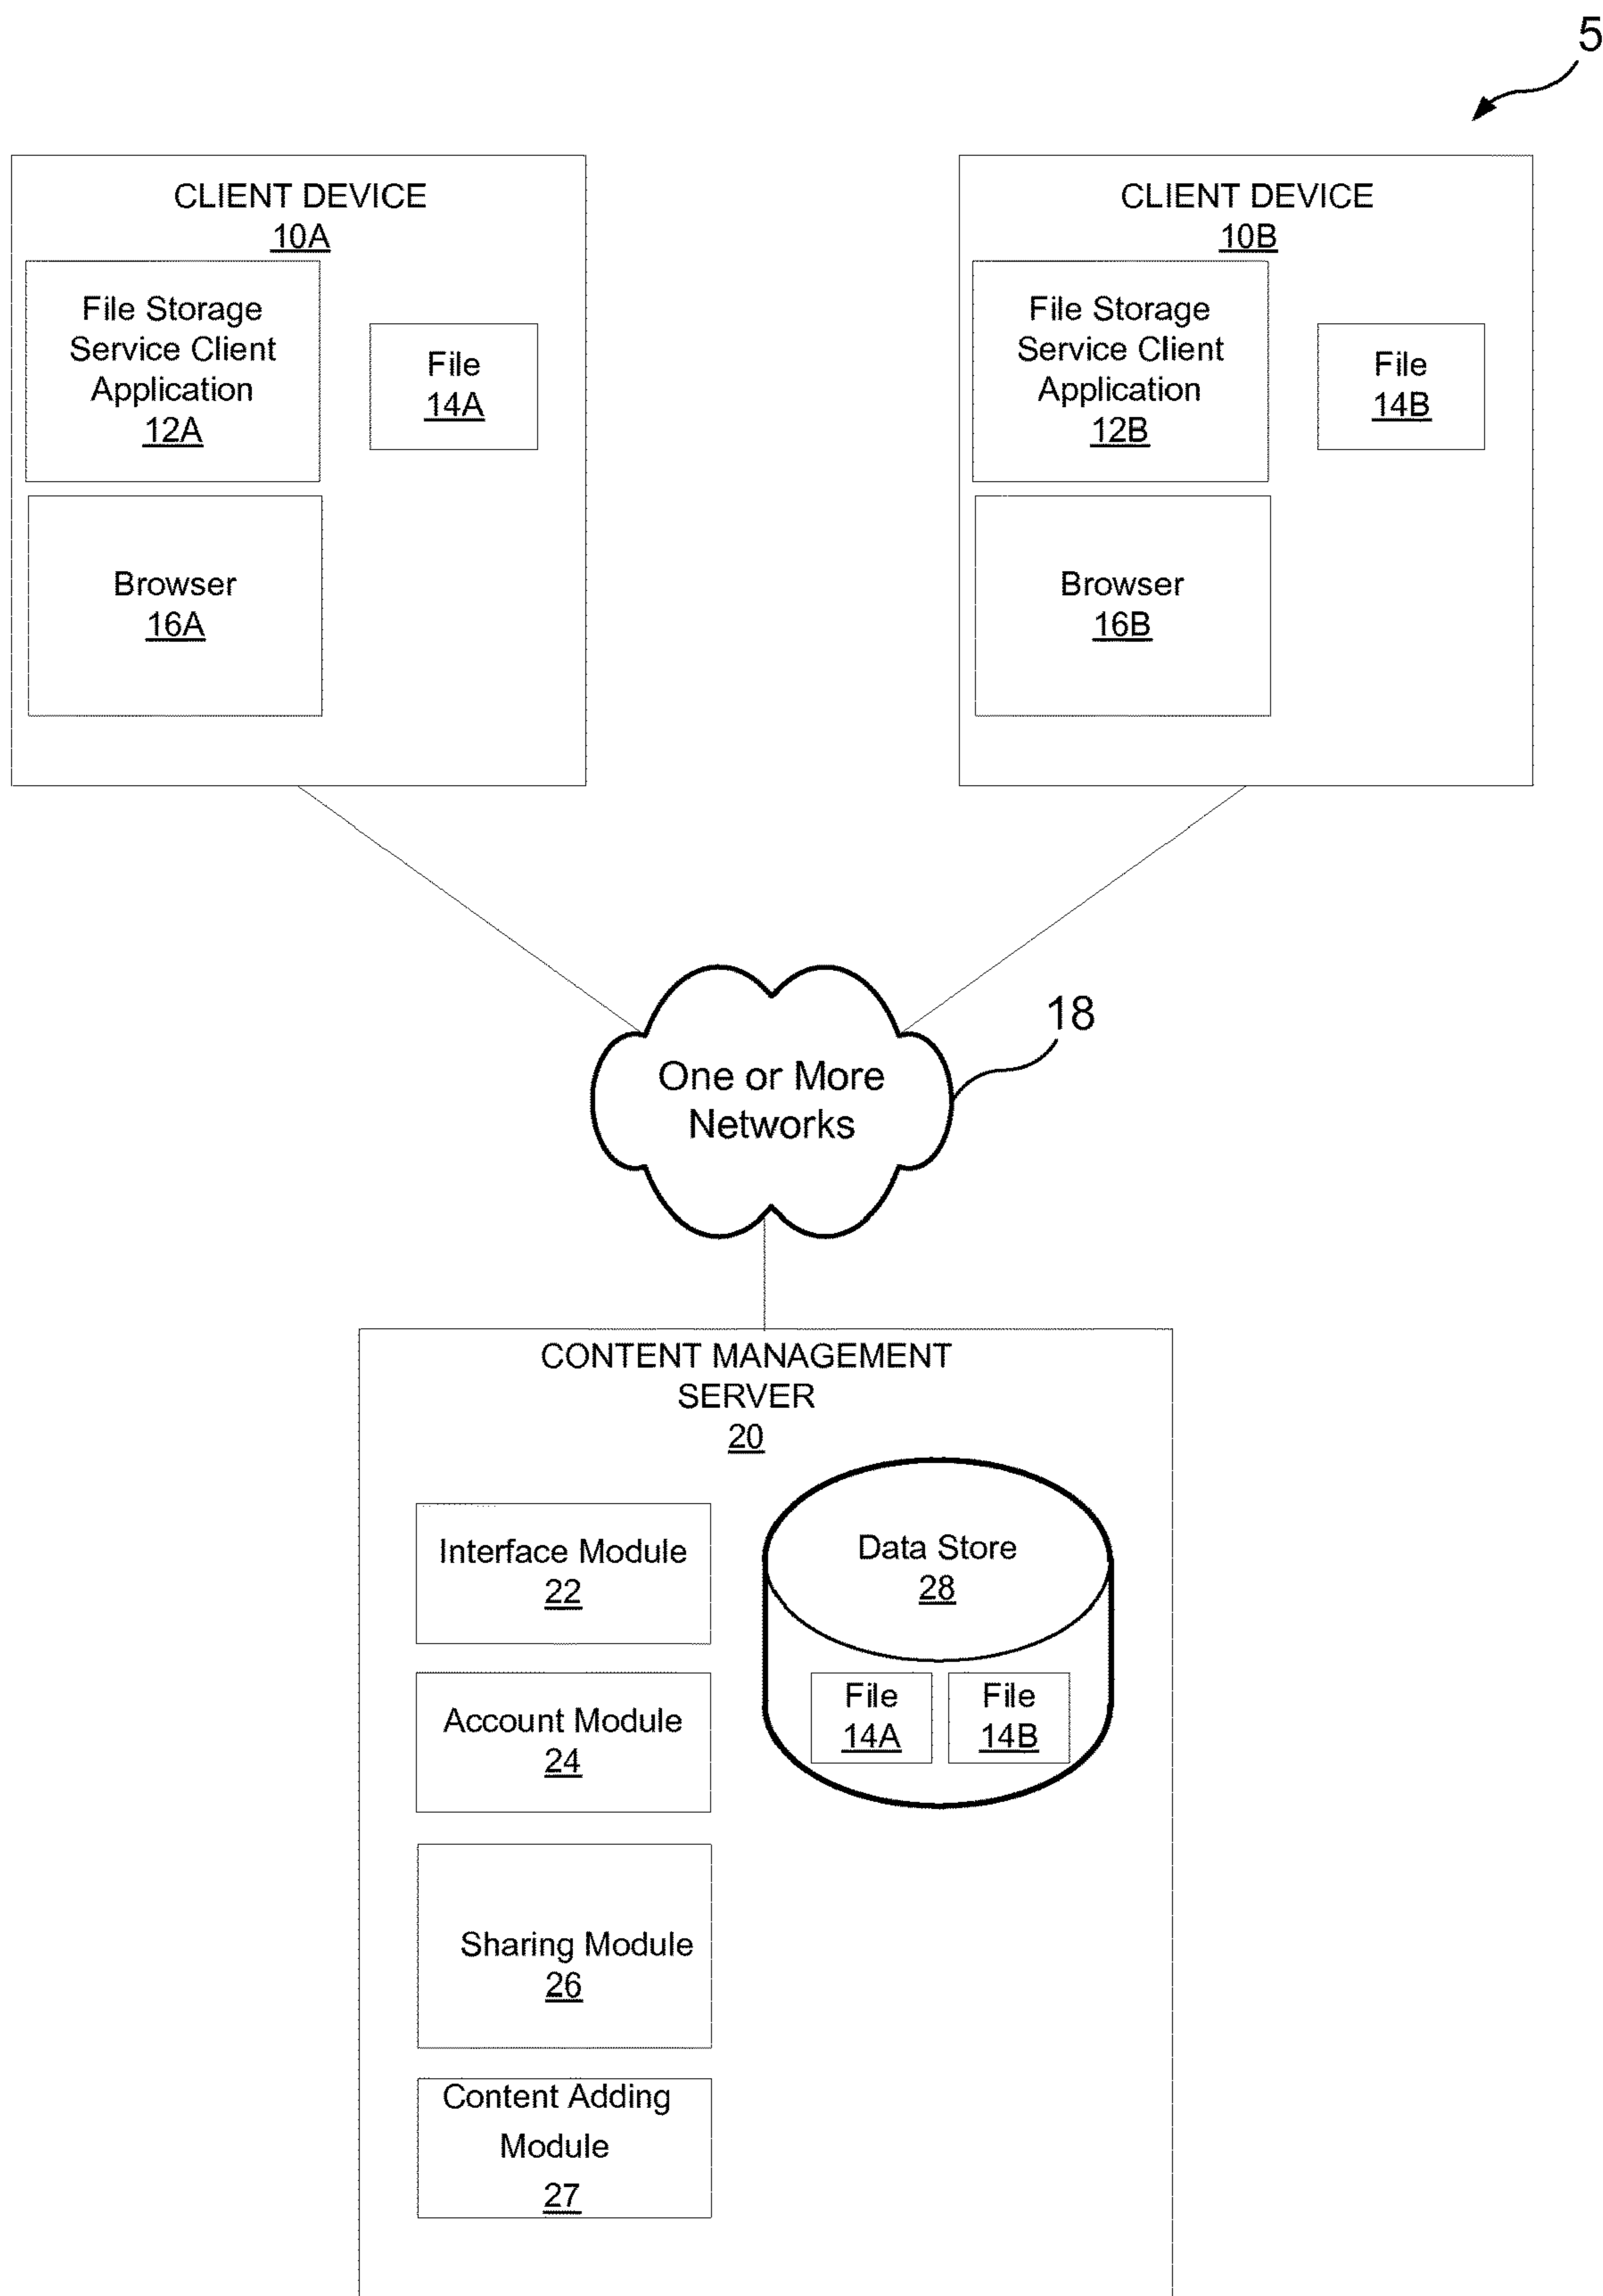 5
CLIENT DEVICE
10A
File Storage
Service Client
Application
12A
File
14A
Browser
16A
CLIENT DEVICE
10B
File Storage
Service Client
Application
12B
File
14B
Browser
16B
One or More
Networks
18
CONTENT MANAGEMENT
SERVER
20
Interface Module
22
Account Module
24
Sharing Module
26
Content Adding
Module
27
Data Store
28
File
14A
File
14B